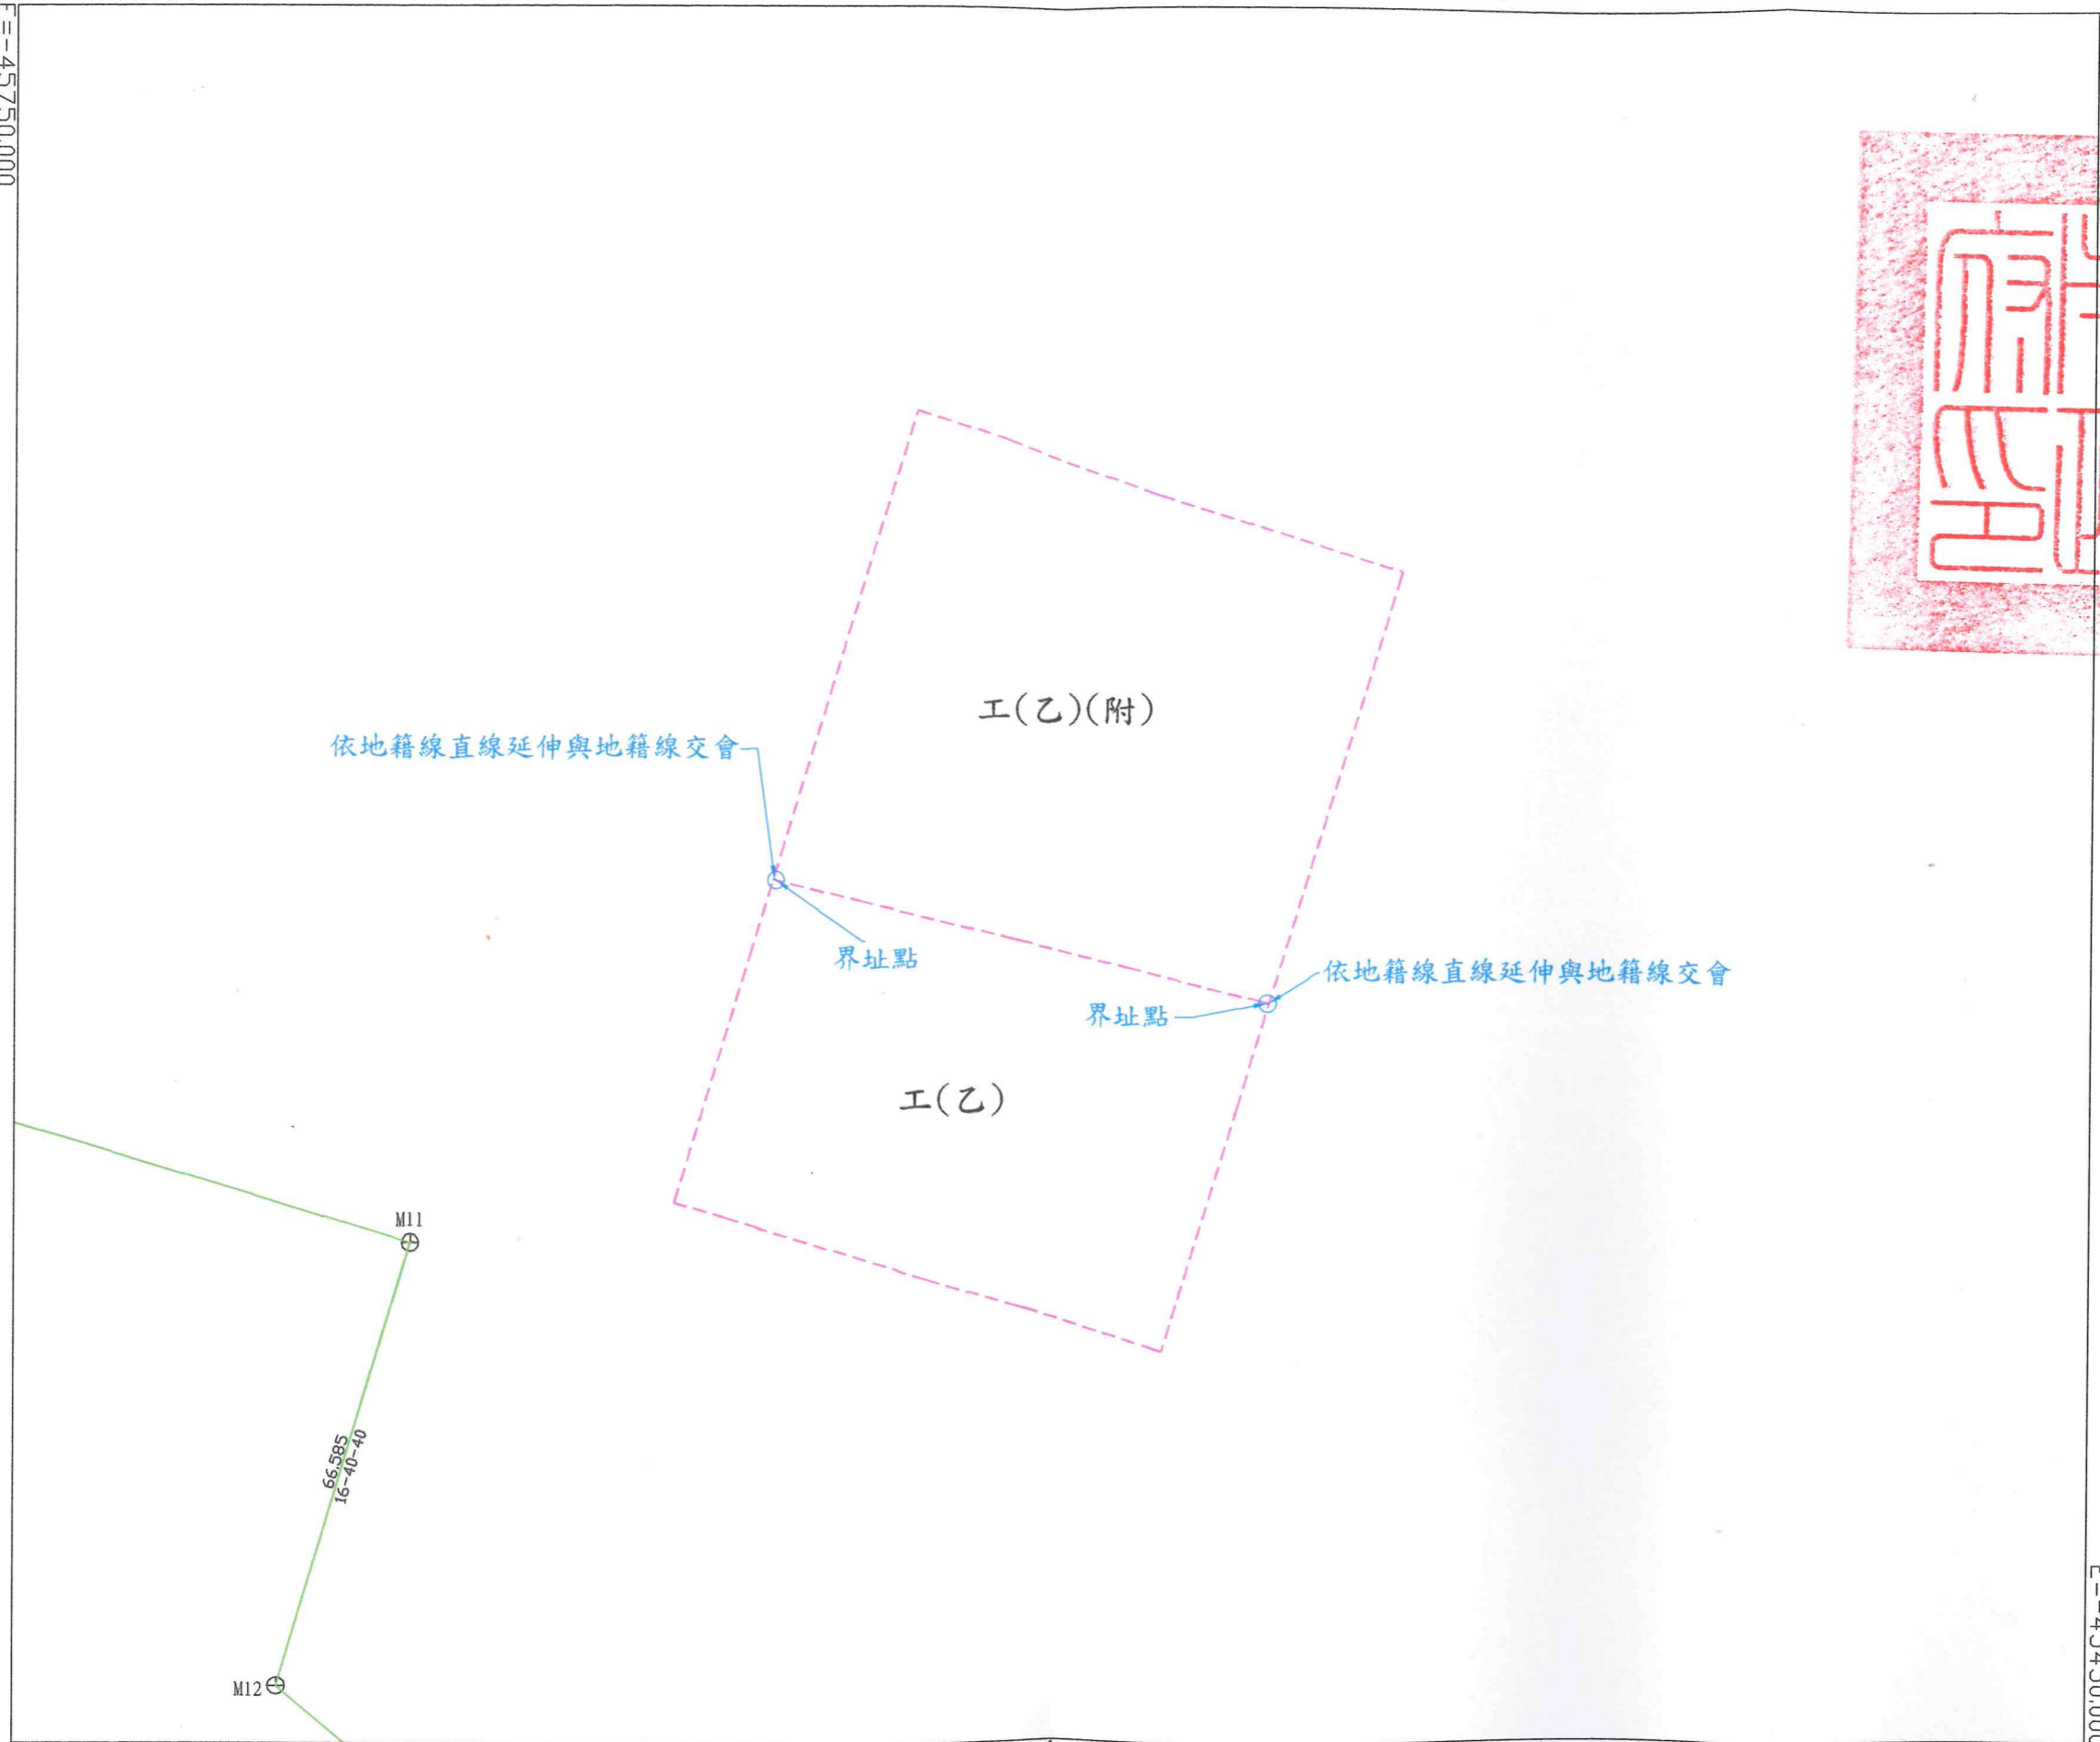 E=-45750.000
工(乙)(附)
依地籍線直線延伸與地籍線交會
界址點
依地籍線直線延伸與地籍線交會
界址點
工(乙)
M11
66.585
16-40-40
M12